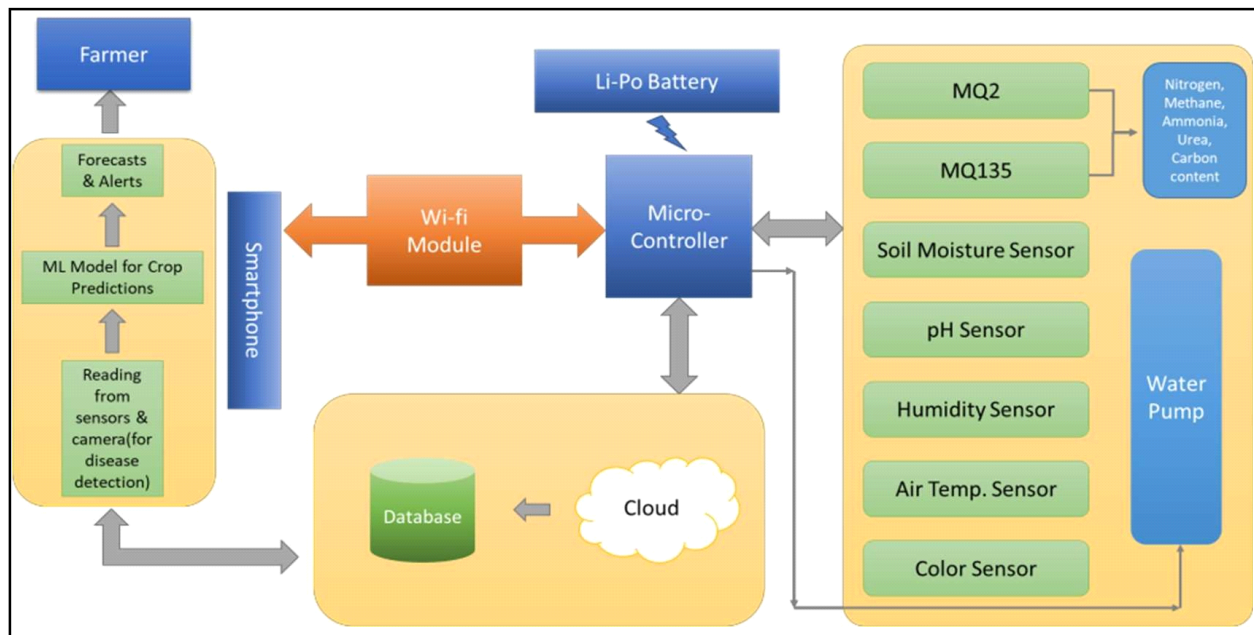 Farmer
Forecasts
& Alerts
ML Model for Crop
Predictions
Reading
from
sensors &
camera(for
disease
detection)
Smartphone
Wi-fi
Module
Li-Po Battery
Micro-
Controller
Database
Cloud
MQ2
MQ135
Soil Moisture Sensor
pH Sensor
Humidity Sensor
Air Temp. Sensor
Color Sensor
Nitrogen,
Methane,
Ammonia,
Urea,
Carbon
content
Water
Pump